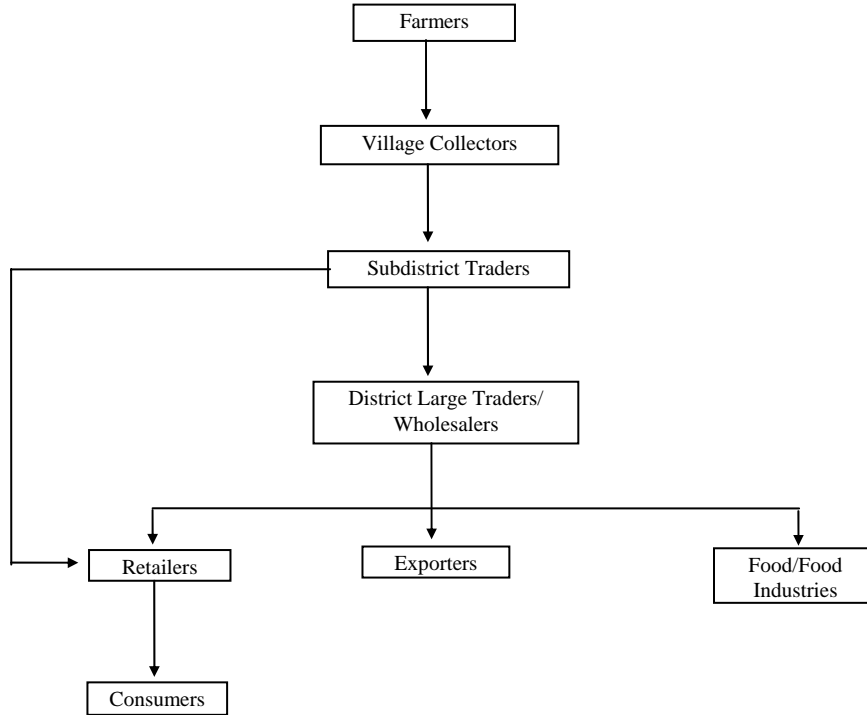 Farmers
Village Collectors
Subdistrict Traders
District Large Traders/
Wholesalers
Retailers
Exporters
Food/Food
Industries
Consumers